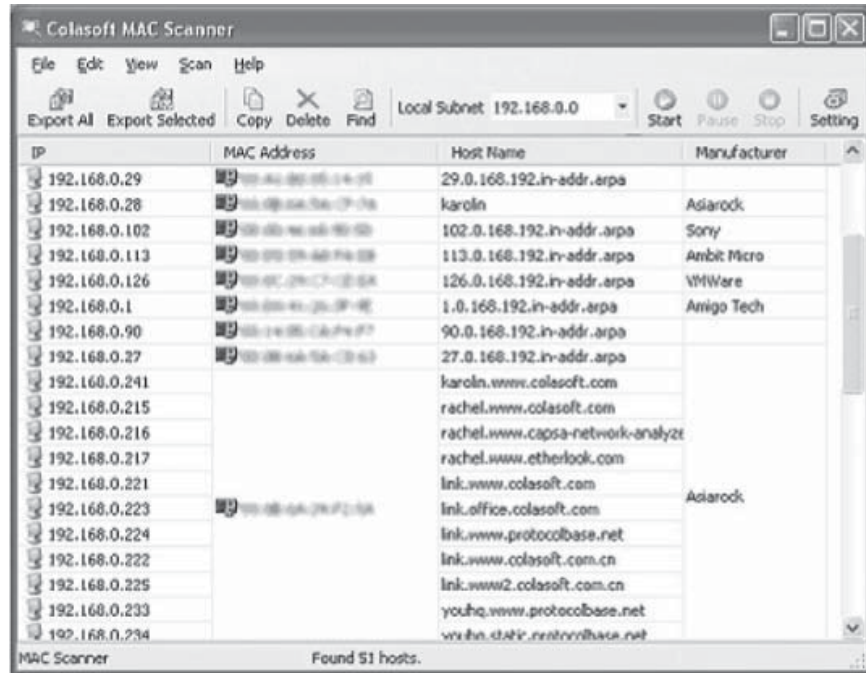 Colasoft MAC Scanner
File Edit View Scan Help
Export All Export Selected Copy Delete Find Local Subnet 192.168.0.0 Start Pause Stop Setting
IP MAC Address Host Name Manufacturer
192.168.0.29 29.0.168.192.in-addr.arpa
192.168.0.28 karolin Asiarock
192.168.0.102 102.0.168.192.in-addr.arpa Sony
192.168.0.113 113.0.168.192.in-addr.arpa Ambit Micro
192.168.0.126 126.0.168.192.in-addr.arpa VMWare
192.168.0.1 1.0.168.192.in-addr.arpa Amigo Tech
192.168.0.90 90.0.168.192.in-addr.arpa
192.168.0.27 27.0.168.192.in-addr.arpa
192.168.0.241 karolin.www.colasoft.com
192.168.0.215 rachel.www.colasoft.com
192.168.0.216 rachel.www.capsa-network-analyze
192.168.0.217 rachel.www.etherlook.com
192.168.0.221 link.www.colasoft.com
192.168.0.223 link.office.colasoft.com Asiarock
192.168.0.224 link.www.protocolbase.net
192.168.0.222 link.www.colasoft.com.cn
192.168.0.225 link.www2.colasoft.com.cn
192.168.0.233 youhq.www.protocolbase.net
192.168.0.234 youhq.static.protocolbase.net
MAC Scanner Found 51 hosts.